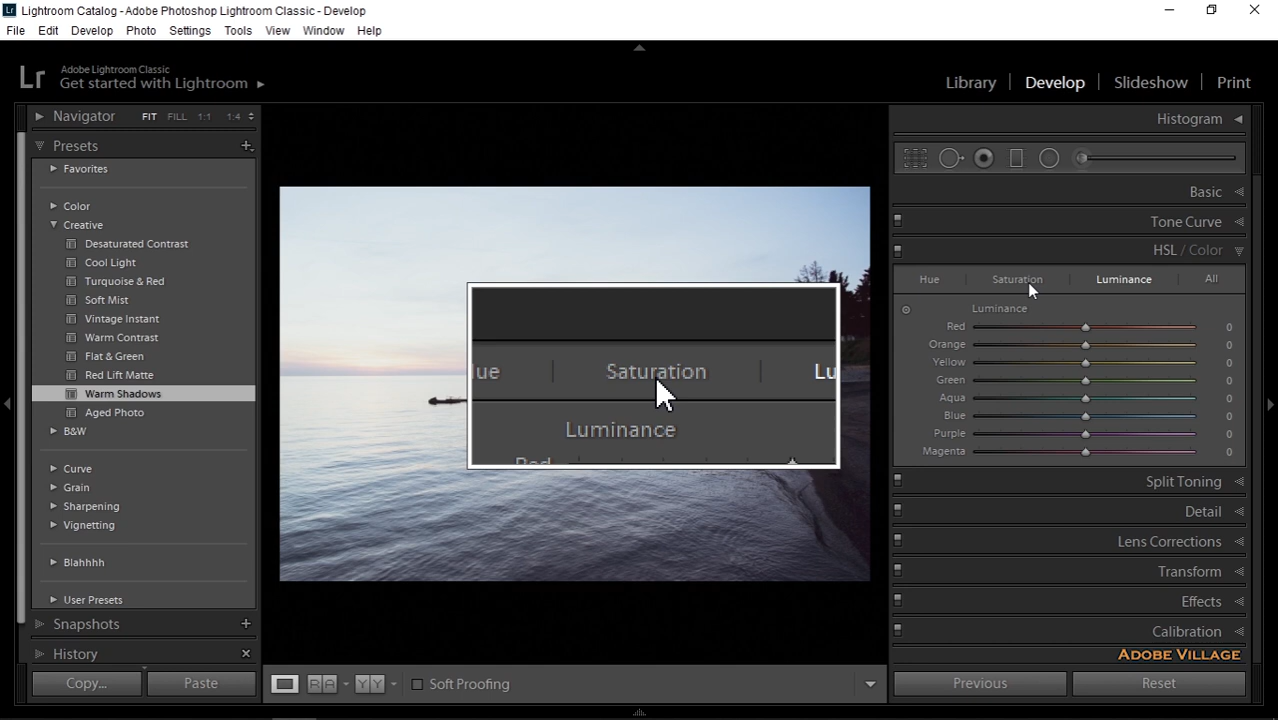 Lightroom Catalog - Adobe Photoshop Lightroom Classic - Develop
File Edit Develop Photo Settings Tools View Window Help
Lr
Adobe Lightroom Classic
Get started with Lightroom
Library Develop Slideshow Print
Navigator FIT FILL 1:1 1:4
Presets +
Favorites
Color
Creative
Desaturated Contrast
Cool Light
Turquoise & Red
Soft Mist
Vintage Instant
Warm Contrast
Flat & Green
Red Lift Matte
Warm Shadows
Aged Photo
B&W
Curve
Grain
Sharpening
Vignetting
Blahhhh
User Presets
Snapshots +
History ×
Copy... Paste
lue Saturation Lu
Luminance
Red
RA YY Soft Proofing
Histogram
Basic
Tone Curve
HSL / Color
Hue Saturation Luminance All
Luminance
Red 0
Orange 0
Yellow 0
Green 0
Aqua 0
Blue 0
Purple 0
Magenta 0
Split Toning
Detail
Lens Corrections
Transform
Effects
Calibration
ADOBE VILLAGE
Previous Reset